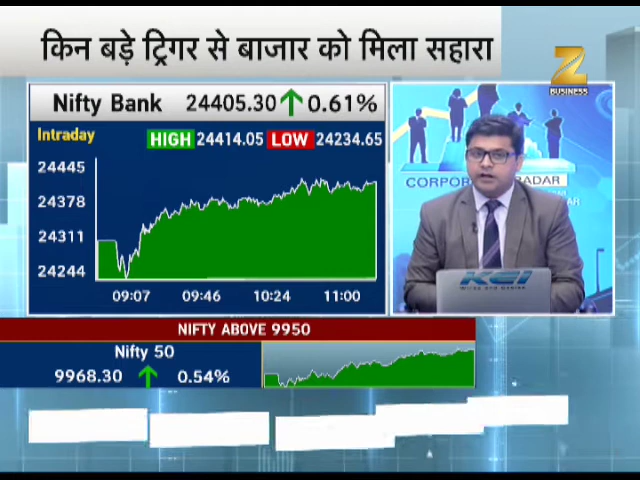 किन बड़े ट्रिगर से बाजार को मिला सहारा
Z
BUSINESS
Nifty Bank 24405.30 0.61%
Intraday HIGH 24414.05 LOW 24234.65
24445
24378
24311
24244
09:07 09:46 10:24 11:00
CORPO RADAR
KEI
NIFTY ABOVE 9950
Nifty 50
9968.30 0.54%